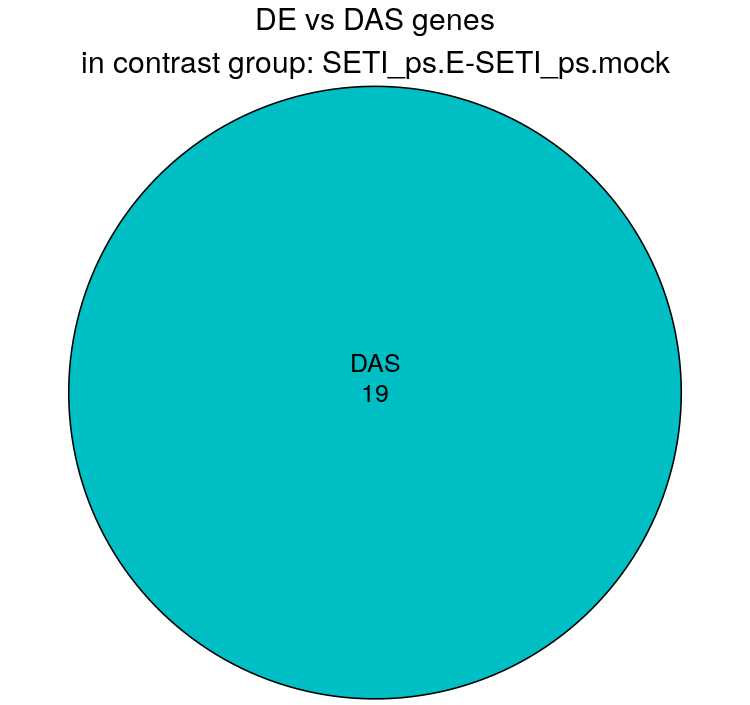 DE vs DAS genes
in contrast group: SETI_ps.E-SETI_ps.mock
DAS
19